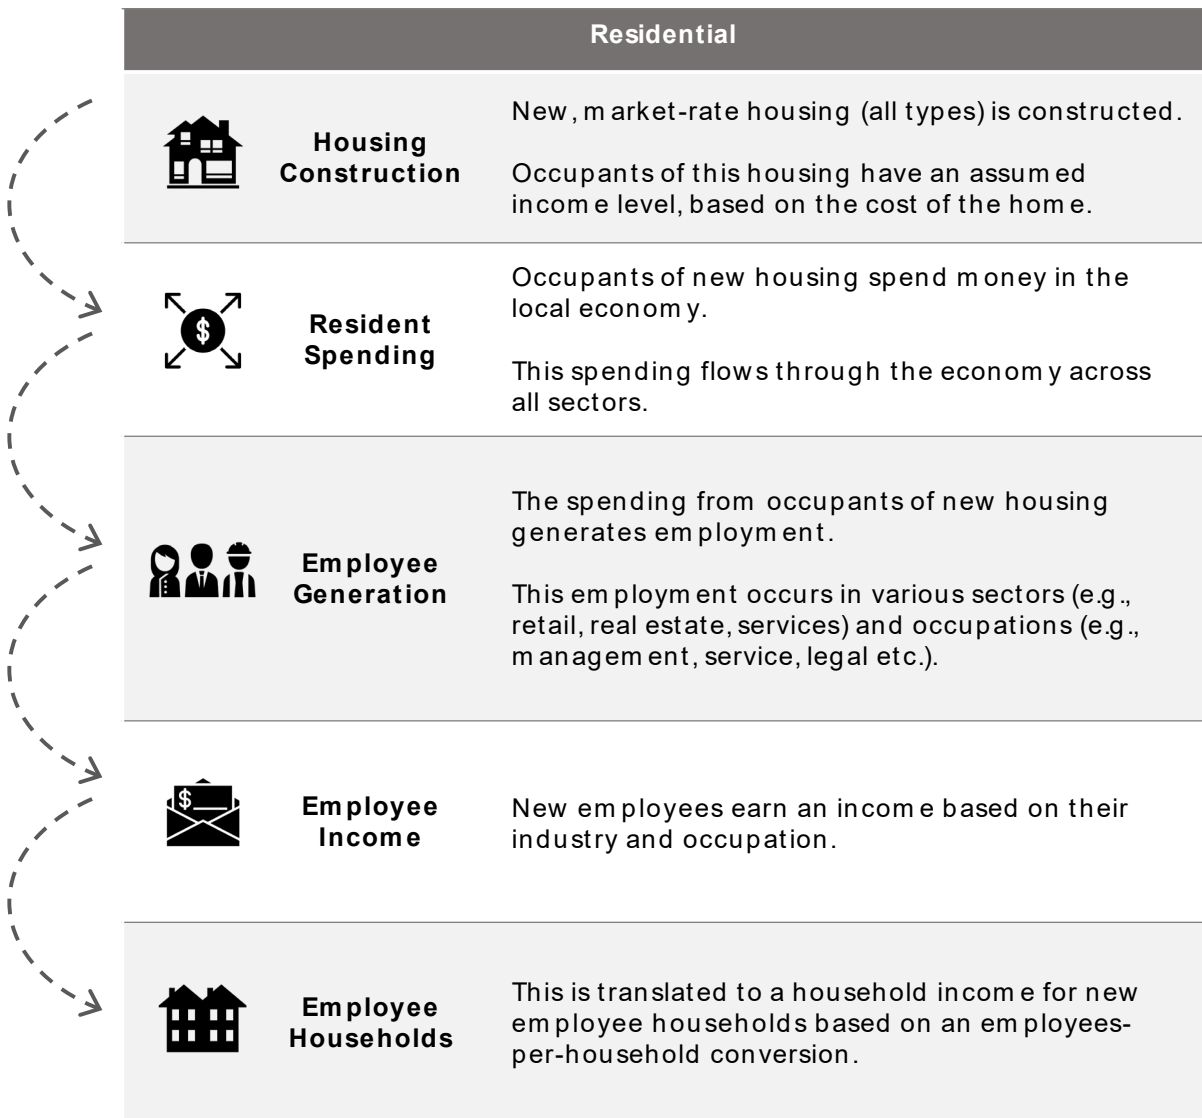 Residential
Housing
Construction
New, market-rate housing (all types) is constructed.
Occupants of this housing have an assumed
income level, based on the cost of the home.
$
Resident
Spending
Occupants of new housing spend money in the
local economy.
This spending flows through the economy across
all sectors.
Employee
Generation
The spending from occupants of new housing
generates employment.
This employment occurs in various sectors (e.g.,
retail, real estate, services) and occupations (e.g.,
management, service, legal etc.).
$
Employee
Income
New employees earn an income based on their
industry and occupation.
Employee
Households
This is translated to a household income for new
employee households based on an employees-
per-household conversion.